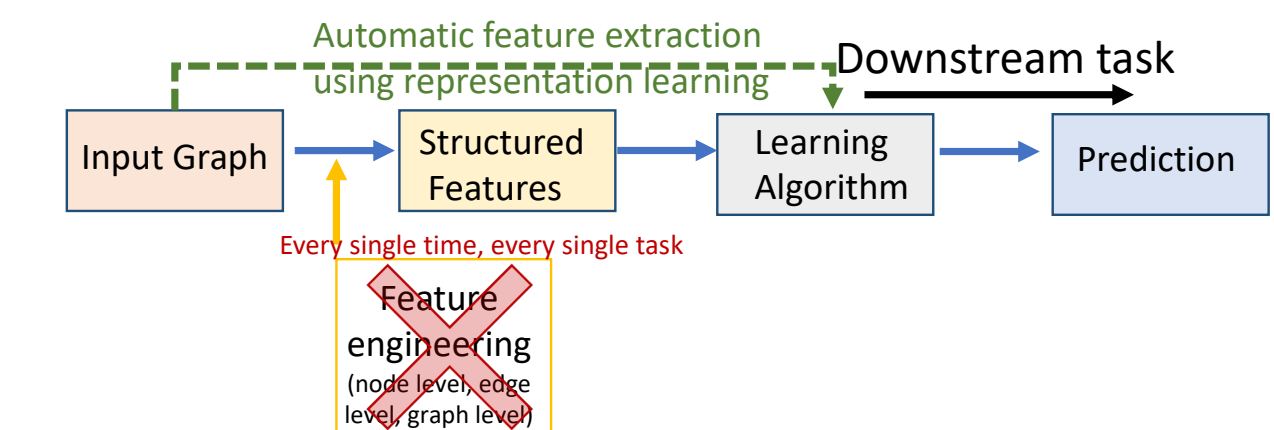 Automatic feature extraction
using representation learning
Downstream task
Input Graph
Structured
Features
Learning
Algorithm
Prediction
Every single time, every single task
Feature
engineering
(node level, edge
level, graph level)